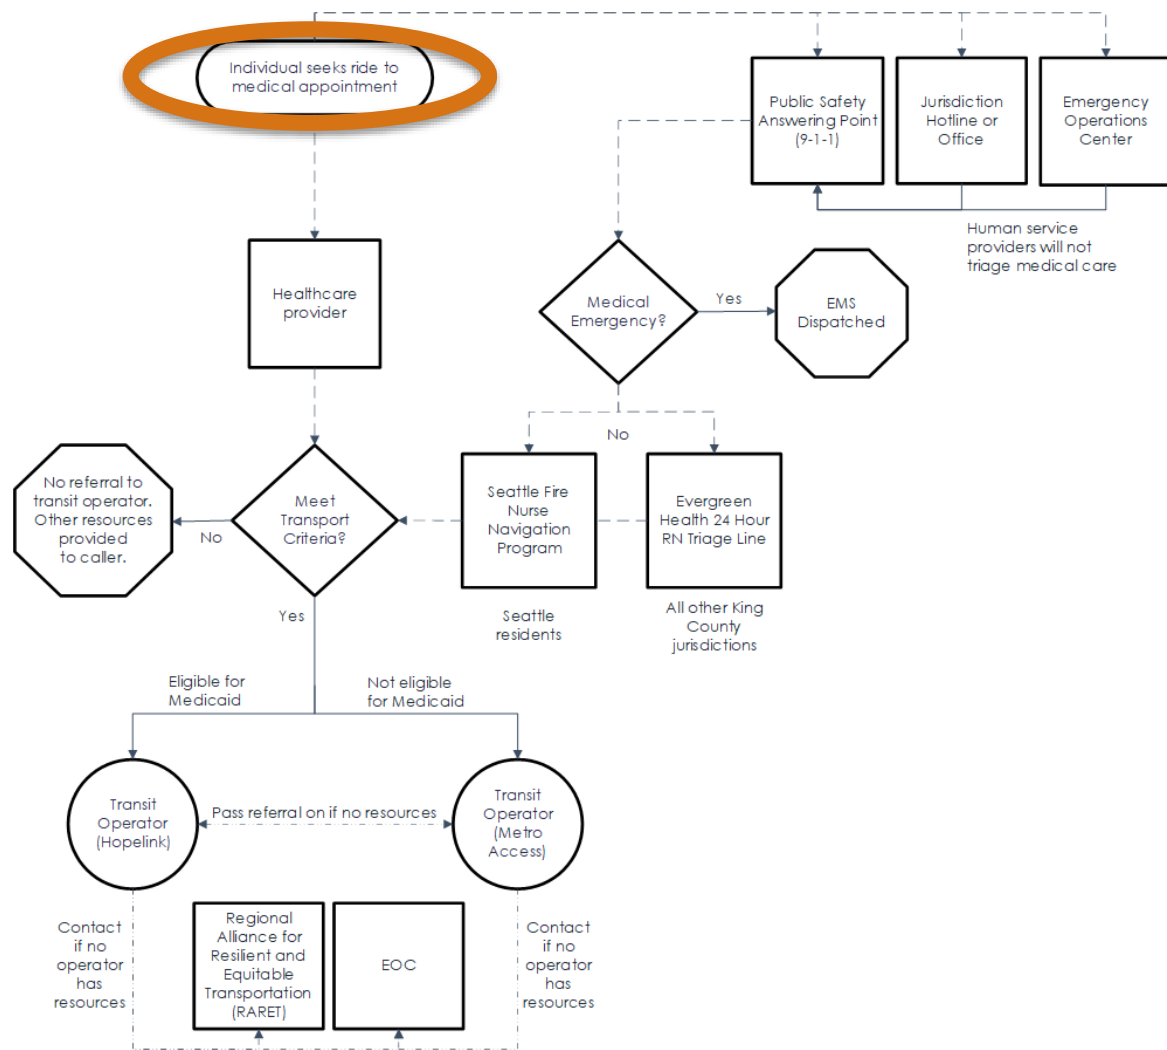 Individual seeks ride to
medical appointment
Public Safety
Answering Point
(9-1-1)
Jurisdiction
Hotline or
Office
Emergency
Operations
Center
Human service
providers will not
triage medical care
Healthcare
provider
Medical
Emergency?
Yes
EMS
Dispatched
No
No referral to
transit operator.
Other resources
provided
to caller.
No
Meet
Transport
Criteria?
Seattle Fire
Nurse
Navigation
Program
Evergreen
Health 24 Hour
RN Triage Line
Yes
Seattle
residents
All other King
County
jurisdictions
Eligible for
Medicaid
Not eligible
for Medicaid
Transit
Operator
(Hopelink)
Pass referral on if no resources
Transit
Operator
(Metro
Access)
Contact
if no
operator
has
resources
Regional
Alliance for
Resilient and
Equitable
Transportation
(RARET)
EOC
Contact
if no
operator
has
resources